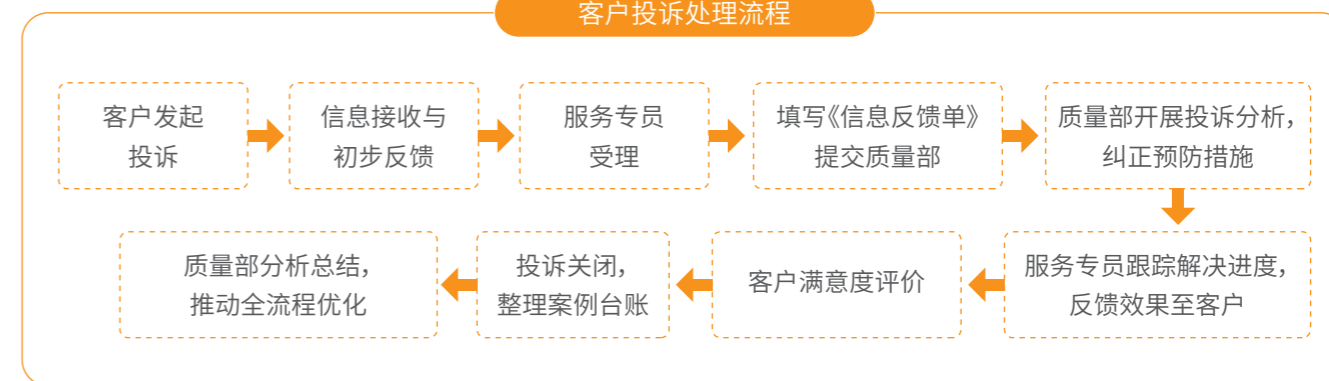 客户投诉处理流程
客户发起
投诉
信息接收与
初步反馈
服务专员
受理
填写《信息反馈单》
提交质量部
质量部开展投诉分析，
纠正预防措施
服务专员跟踪解决进度，
反馈效果至客户
客户满意度评价
投诉关闭，
整理案例台账
质量部分析总结，
推动全流程优化